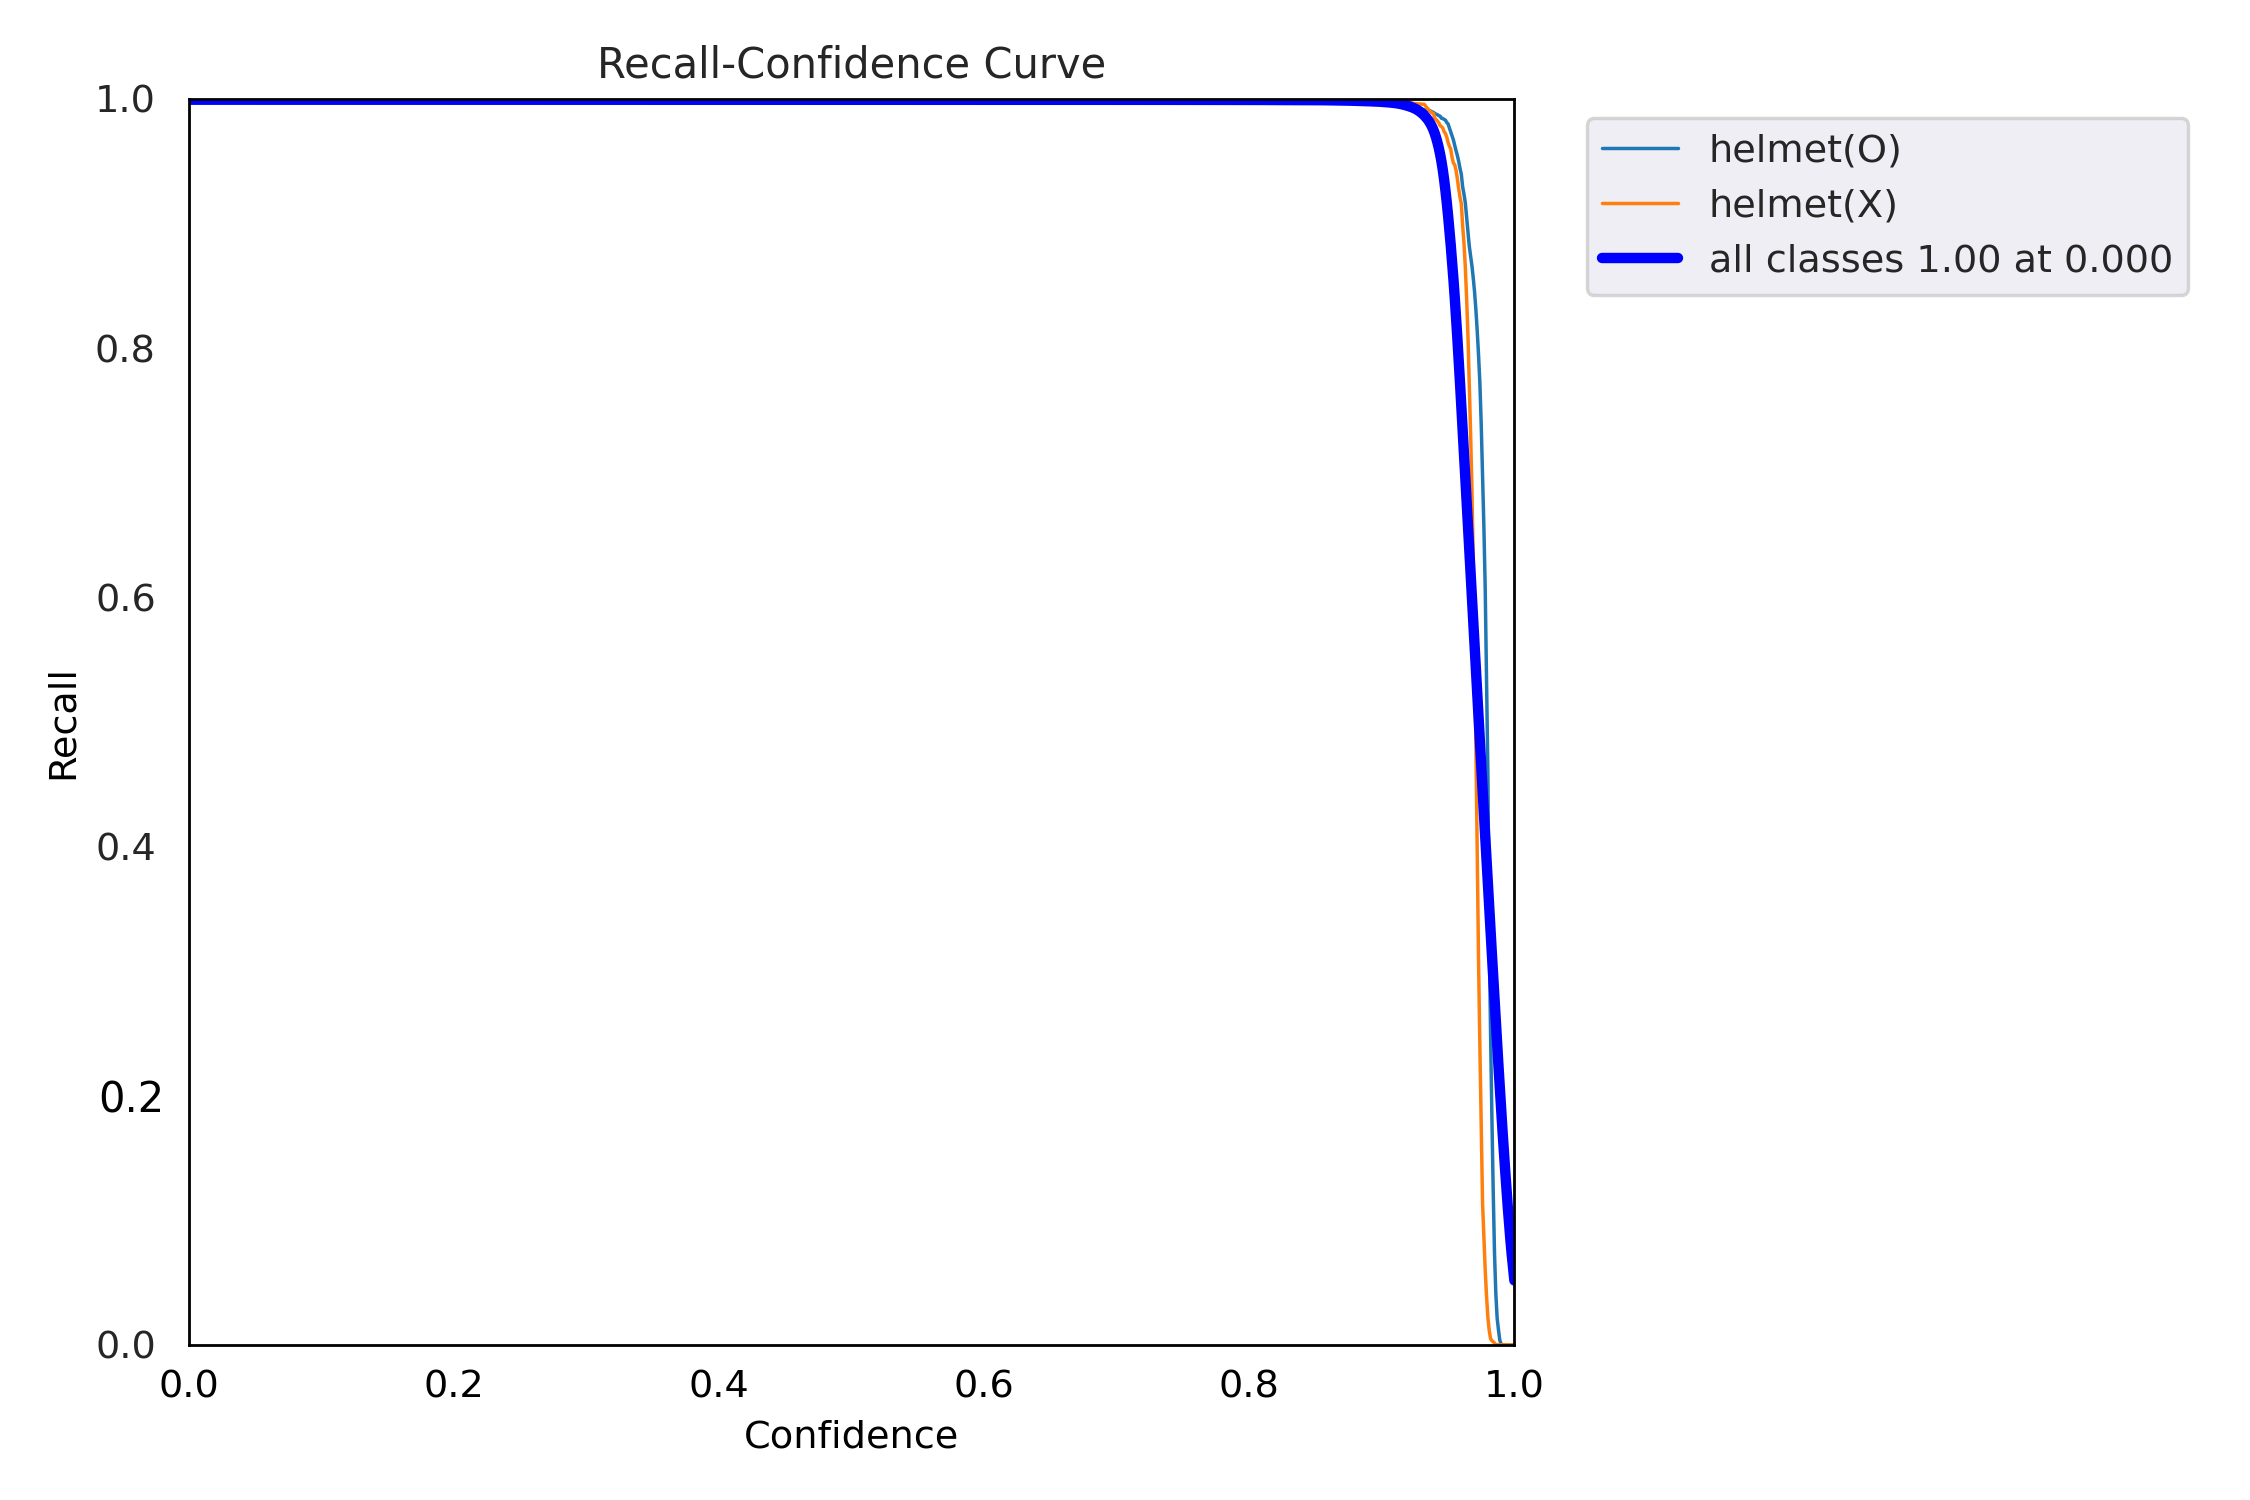 Recall-Confidence Curve
1.0
0.8
0.6
0.4
0.2
0.0
Recall
0.0 0.2 0.4 0.6 0.8 1.0
Confidence
helmet(O)
helmet(X)
all classes 1.00 at 0.000